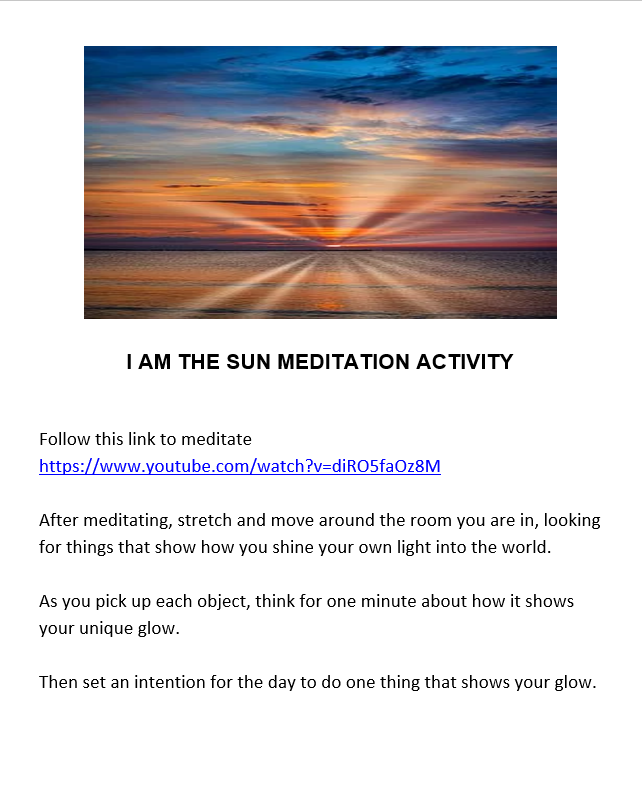 I AM THE SUN MEDITATION ACTIVITY
Follow this link to meditate
https://www.youtube.com/watch?v=diRO5faOz8M
After meditating, stretch and move around the room you are in, looking
for things that show how you shine your own light into the world.
As you pick up each object, think for one minute about how it shows
your unique glow.
Then set an intention for the day to do one thing that shows your glow.